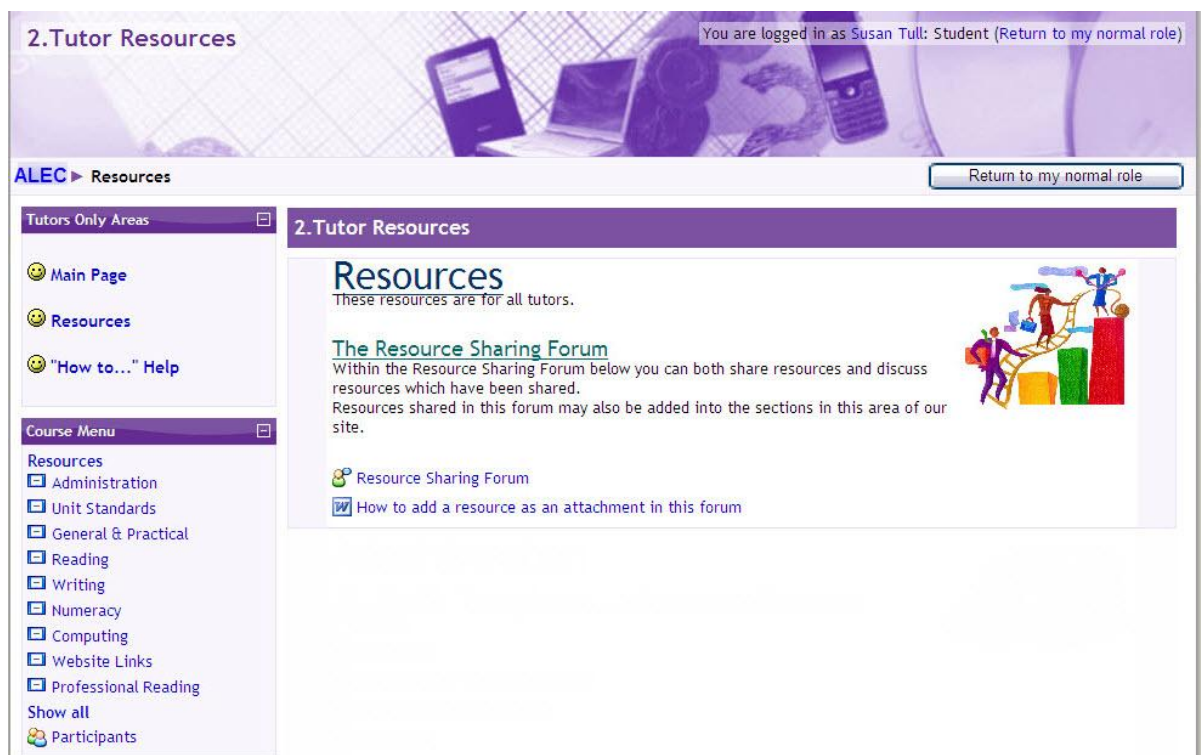 2.Tutor Resources
You are logged in as Susan Tull: Student (Return to my normal role)
ALEC ► Resources
Return to my normal role
Tutors Only Areas
Main Page
Resources
"How to..." Help
Course Menu
Resources
Administration
Unit Standards
General & Practical
Reading
Writing
Numeracy
Computing
Website Links
Professional Reading
Show all
Participants
2.Tutor Resources
Resources
These resources are for all tutors.
The Resource Sharing Forum
Within the Resource Sharing Forum below you can both share resources and discuss
resources which have been shared.
Resources shared in this forum may also be added into the sections in this area of our
site.
Resource Sharing Forum
How to add a resource as an attachment in this forum